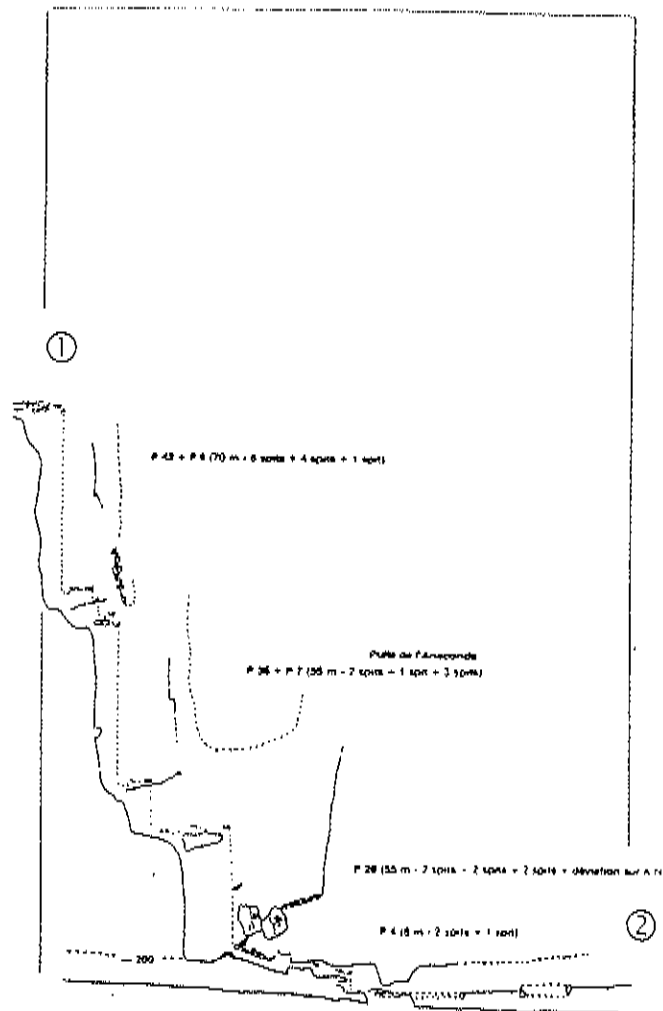 ①
P 42 + P 6 (70 m - 6 spits + 4 spits + 1 spit)
Puits de l'Anaconda
P 36 + P 7 (55 m - 2 spits + 1 spit + 3 spits)
P 28 (55 m - 2 spits - 2 spits + 2 spits + déviation sur A N
P 4 (8 m - 2 spits + 1 spit)
②
— 200